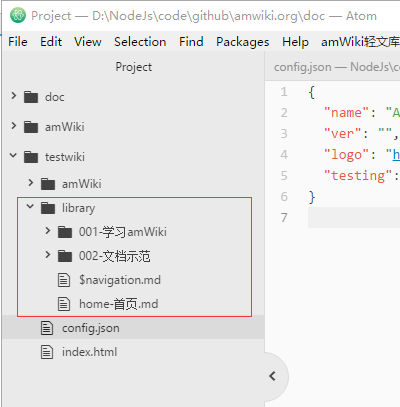 Project — D:\NodeJs\code\github\amwiki.org\doc — Atom
File Edit View Selection Find Packages Help amWiki轻文库
Project
doc
amWiki
testwiki
amWiki
library
001-学习amWiki
002-文档示范
$navigation.md
home-首页.md
config.json
index.html
config.json — NodeJs\c
1 {
2 "name": "A
3 "ver": "",
4 "logo": "h
5 "testing":
6 }
7